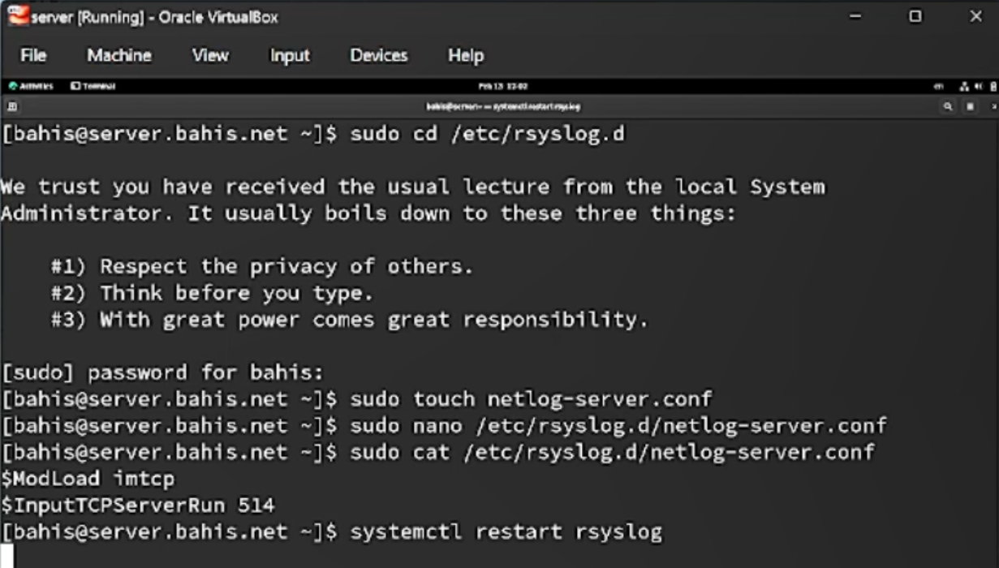 server [Running] - Oracle VirtualBox
File Machine View Input Devices Help
Activities Terminal Feb 13 12:02 en
bahis@server:~ — systemctl restart rsyslog
[bahis@server.bahis.net ~]$ sudo cd /etc/rsyslog.d
We trust you have received the usual lecture from the local System
Administrator. It usually boils down to these three things:
#1) Respect the privacy of others.
#2) Think before you type.
#3) With great power comes great responsibility.
[sudo] password for bahis:
[bahis@server.bahis.net ~]$ sudo touch netlog-server.conf
[bahis@server.bahis.net ~]$ sudo nano /etc/rsyslog.d/netlog-server.conf
[bahis@server.bahis.net ~]$ sudo cat /etc/rsyslog.d/netlog-server.conf
$ModLoad imtcp
$InputTCPServerRun 514
[bahis@server.bahis.net ~]$ systemctl restart rsyslog